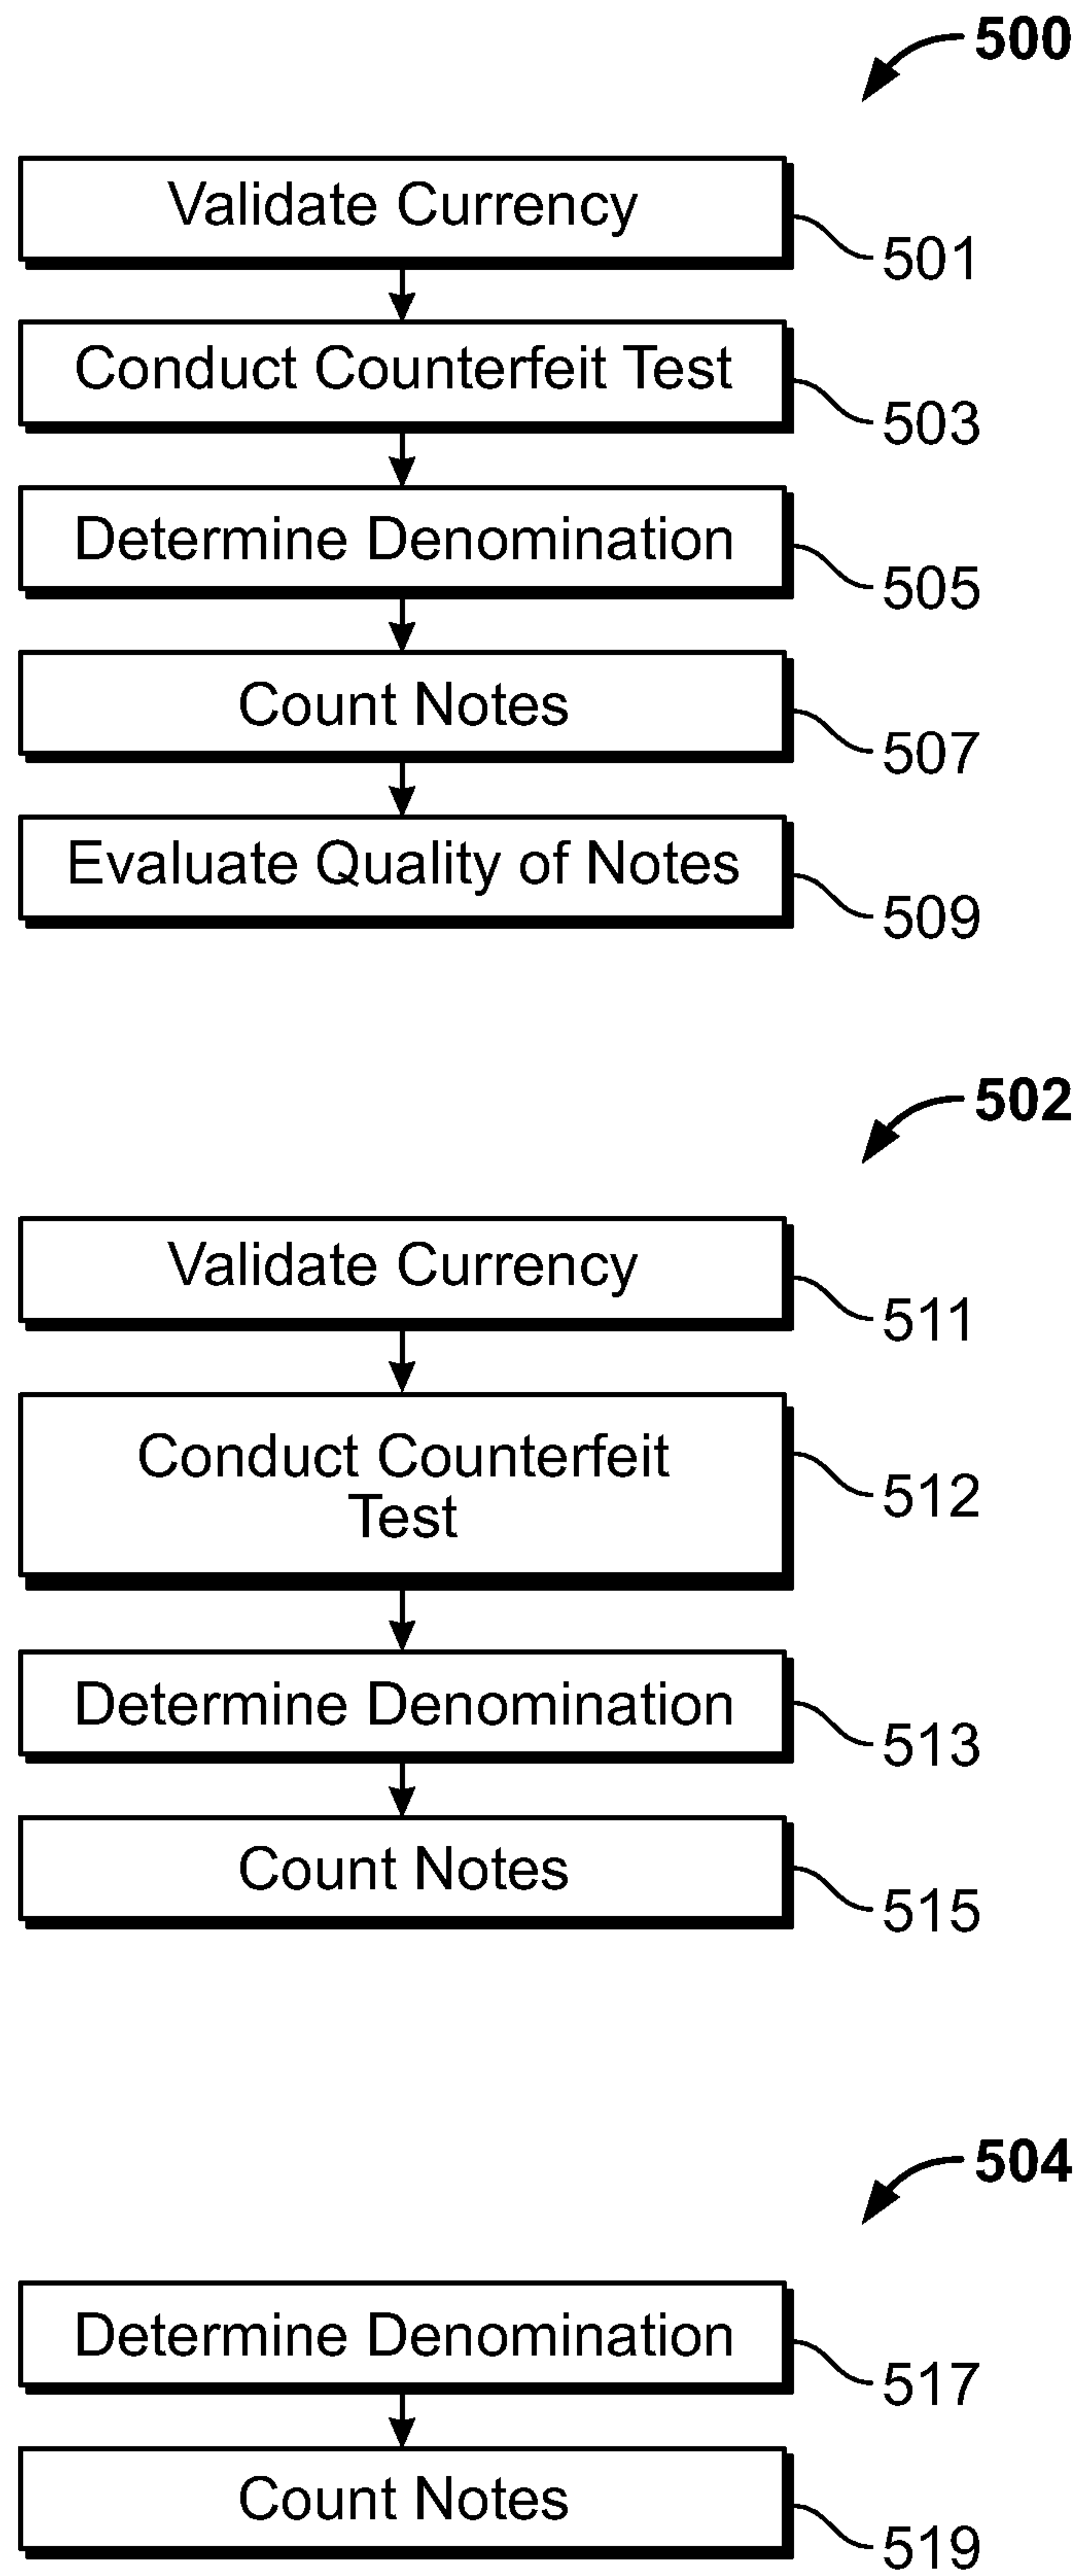 500
Validate Currency
501
Conduct Counterfeit Test
503
Determine Denomination
505
Count Notes
507
Evaluate Quality of Notes
509
502
Validate Currency
511
Conduct Counterfeit
Test
512
Determine Denomination
513
Count Notes
515
504
Determine Denomination
517
Count Notes
519